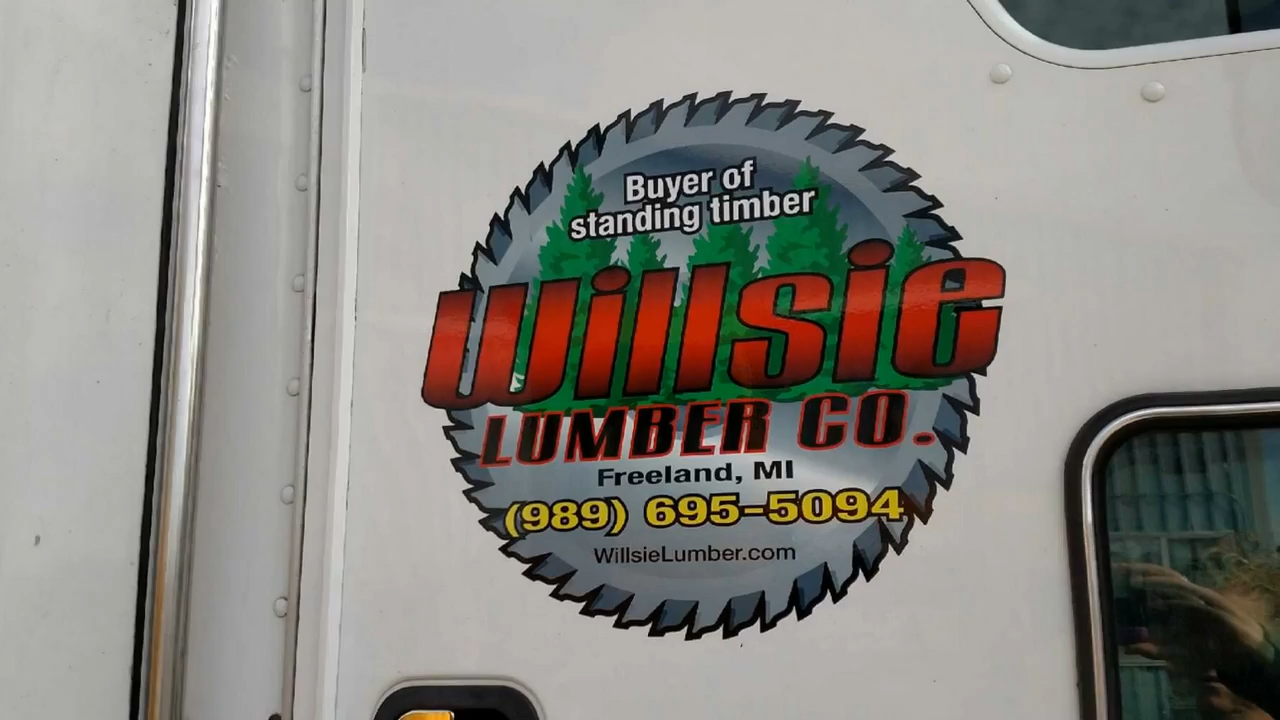 Buyer of
standing timber
Willsie
LUMBER CO.
Freeland, MI
(989) 695-5094
WillsieLumber.com